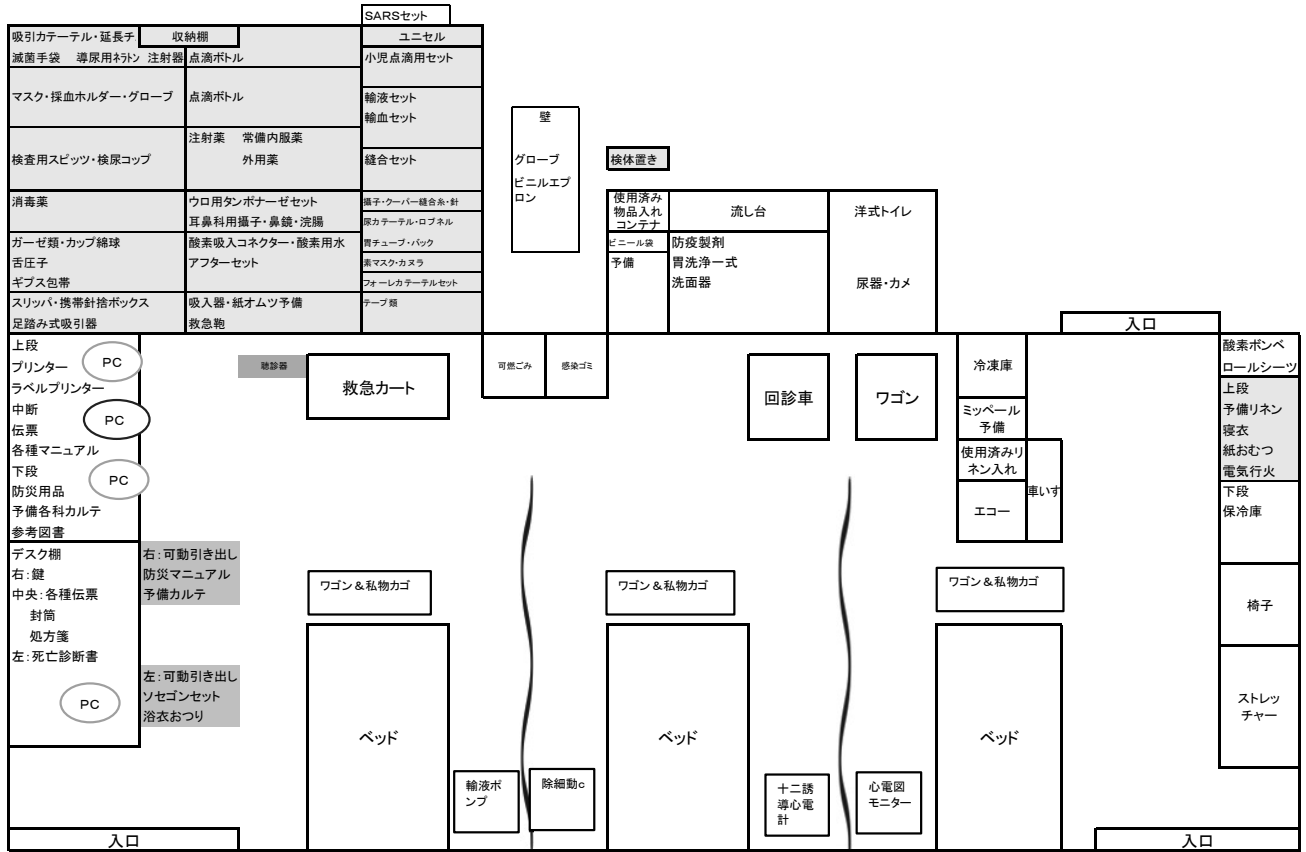 SARSセット
吸引カテーテル・延長チ
収納棚
ユニセル
滅菌手袋　導尿用ネラトン　注射器
点滴ボトル
小児点滴用セット
マスク・採血ホルダー・グローブ
点滴ボトル
輸液セット
輸血セット
検査用スピッツ・検尿コップ
注射薬　常備内服薬
外用薬
縫合セット
消毒薬
ウロ用タンポナーゼセット
耳鼻科用攝子・鼻鏡・浣腸
攝子・クーパー縫合糸・針
尿カテーテル・ロブネル
ガーゼ類・カップ綿球
舌圧子
ギプス包帯
酸素吸入コネクター・酸素用水
アフターセット
胃チューブ・パック
素マスク・カヌラ
フォーレカテーテルセット
スリッパ・携帯針捨ボックス
足踏み式吸引器
吸入器・紙オムツ予備
救急鞄
テープ類
壁
グローブ
ビニルエプ
ロン
検体置き
使用済み
物品入れ
コンテナ
流し台
洋式トイレ
ビニール袋
予備
防疫製剤
胃洗浄一式
洗面器
尿器・カメ
入口
上段
プリンター
ラベルプリンター
中断
伝票
各種マニュアル
下段
防災用品
予備各科カルテ
参考図書
PC
PC
PC
聴診器
救急カート
可燃ごみ
感染ゴミ
回診車
ワゴン
冷凍庫
ミッペール
予備
使用済みリ
ネン入れ
エコー
車いす
酸素ボンベ
ロールシーツ
上段
予備リネン
寝衣
紙おむつ
電気行火
下段
保冷庫
椅子
ストレッ
チャー
デスク棚
右：鍵
中央：各種伝票
封筒
処方箋
左：死亡診断書
PC
右：可動引き出し
防災マニュアル
予備カルテ
左：可動引き出し
ソセゴンセット
浴衣おつり
ワゴン＆私物カゴ
ワゴン＆私物カゴ
ワゴン＆私物カゴ
ベッド
ベッド
ベッド
輸液ポ
ンプ
除細動c
十二誘
導心電
計
心電図
モニター
入口
入口